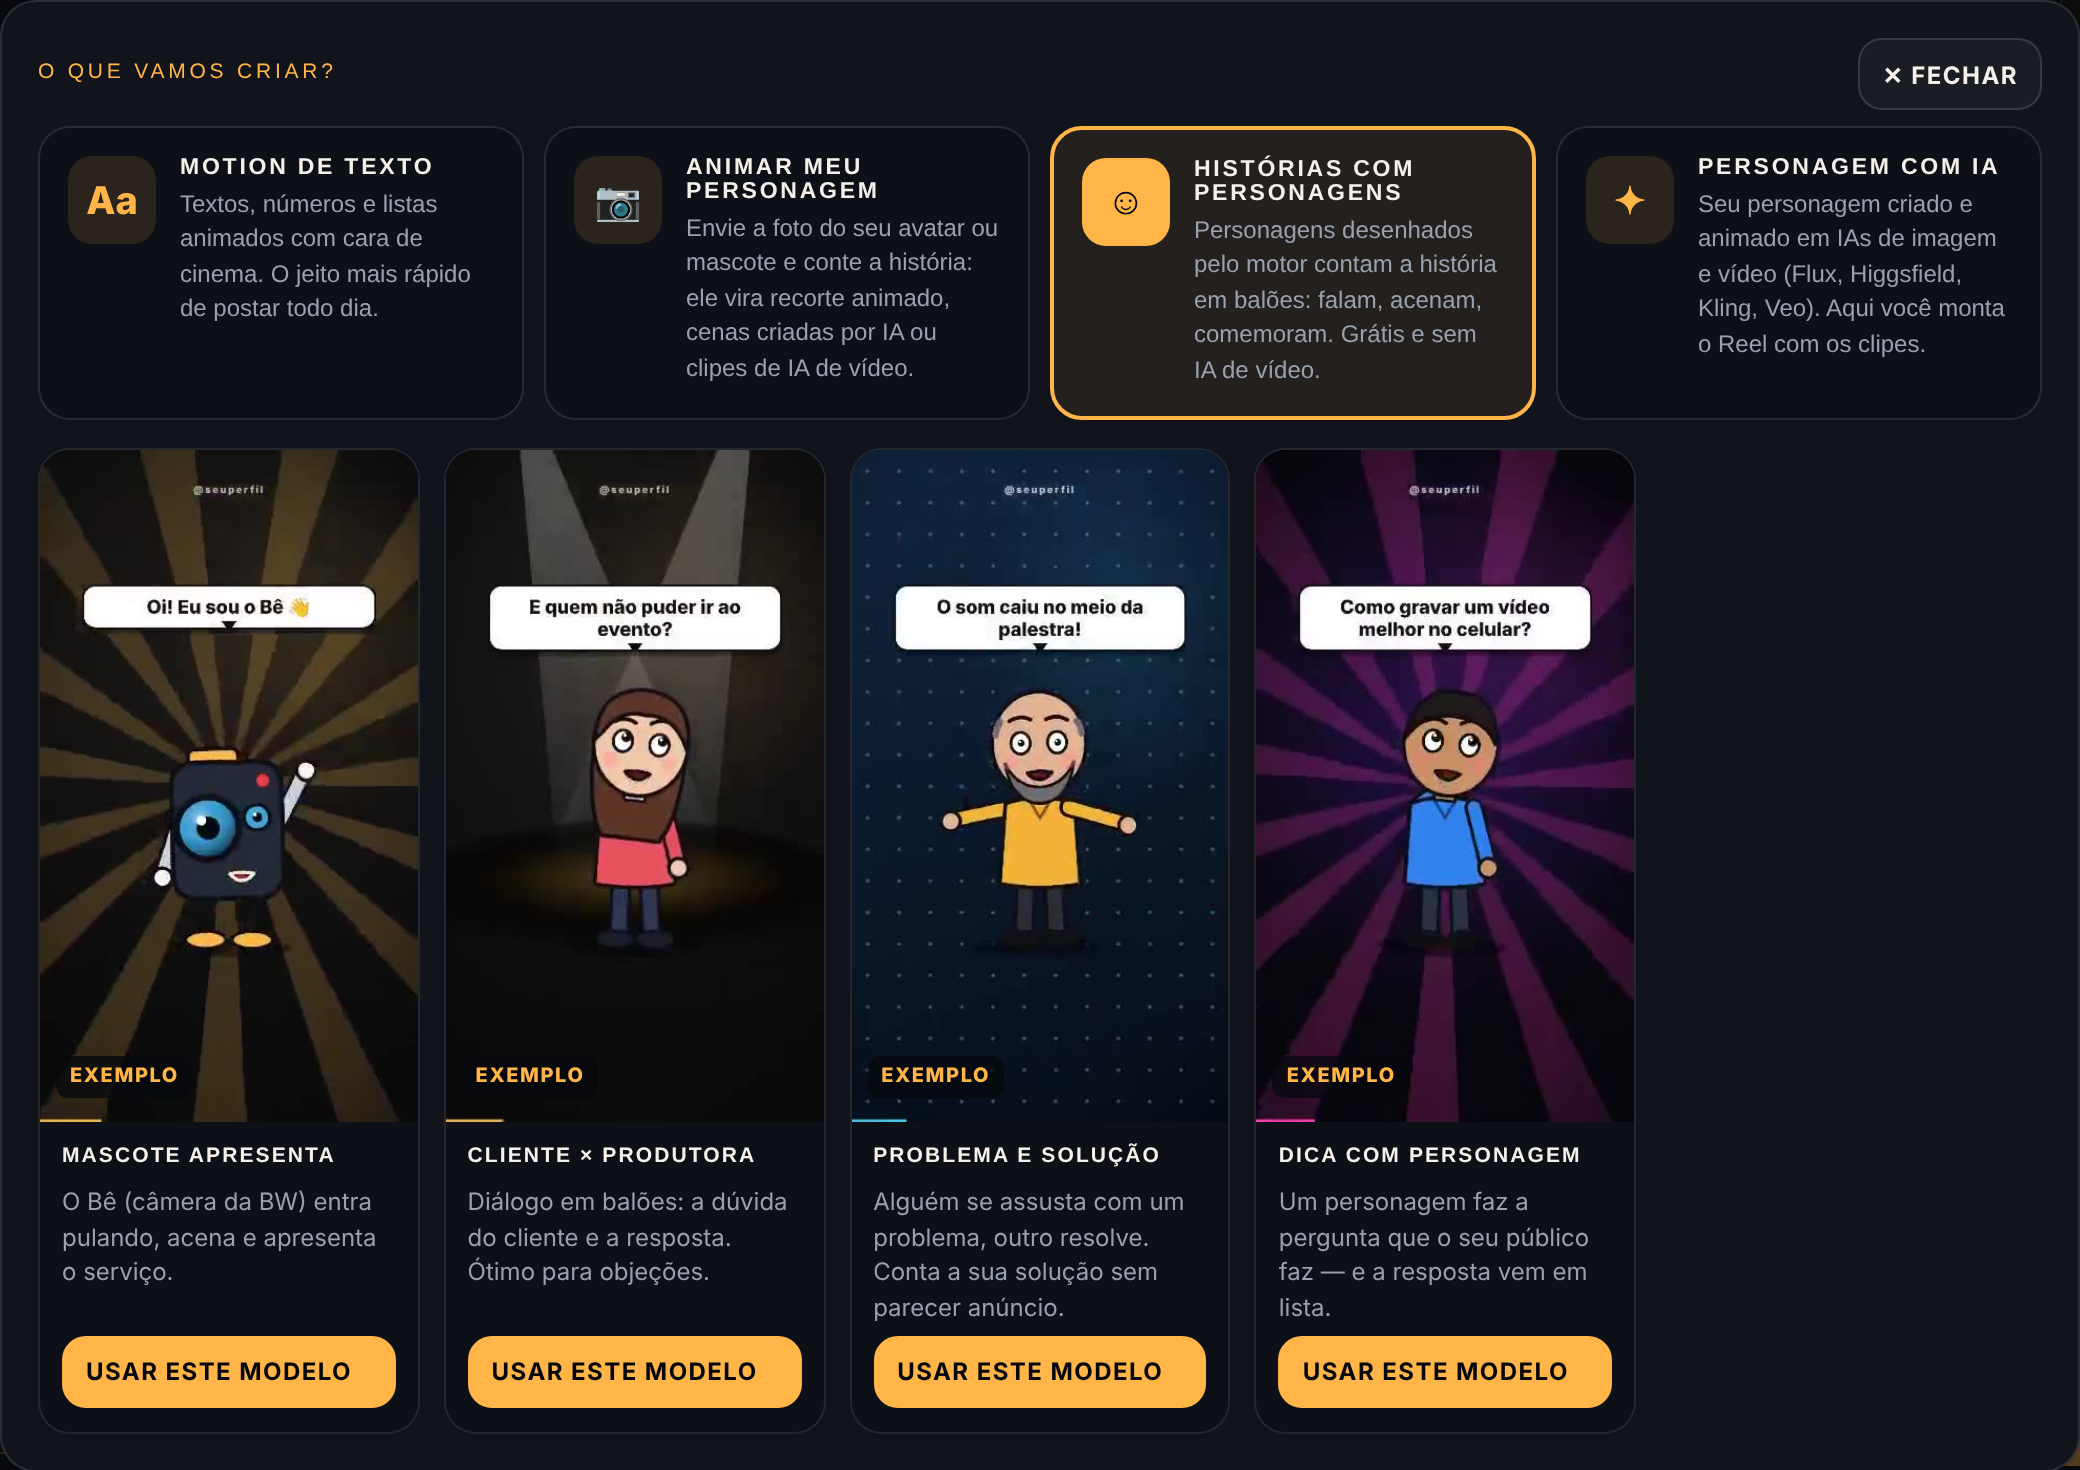 O QUE VAMOS CRIAR?
✕ FECHAR
Aa
MOTION DE TEXTO
Textos, números e listas
animados com cara de
cinema. O jeito mais rápido
de postar todo dia.
ANIMAR MEU
PERSONAGEM
Envie a foto do seu avatar ou
mascote e conte a história:
ele vira recorte animado,
cenas criadas por IA ou
clipes de IA de vídeo.
HISTÓRIAS COM
PERSONAGENS
Personagens desenhados
pelo motor contam a história
em balões: falam, acenam,
comemoram. Grátis e sem
IA de vídeo.
PERSONAGEM COM IA
Seu personagem criado e
animado em IAs de imagem
e vídeo (Flux, Higgsfield,
Kling, Veo). Aqui você monta
o Reel com os clipes.
@seuperfil
Oi! Eu sou o Bê 👋
EXEMPLO
MASCOTE APRESENTA
O Bê (câmera da BW) entra
pulando, acena e apresenta
o serviço.
USAR ESTE MODELO
@seuperfil
E quem não puder ir ao
evento?
EXEMPLO
CLIENTE × PRODUTORA
Diálogo em balões: a dúvida
do cliente e a resposta.
Ótimo para objeções.
USAR ESTE MODELO
@seuperfil
O som caiu no meio da
palestra!
EXEMPLO
PROBLEMA E SOLUÇÃO
Alguém se assusta com um
problema, outro resolve.
Conta a sua solução sem
parecer anúncio.
USAR ESTE MODELO
@seuperfil
Como gravar um vídeo
melhor no celular?
EXEMPLO
DICA COM PERSONAGEM
Um personagem faz a
pergunta que o seu público
faz — e a resposta vem em
lista.
USAR ESTE MODELO